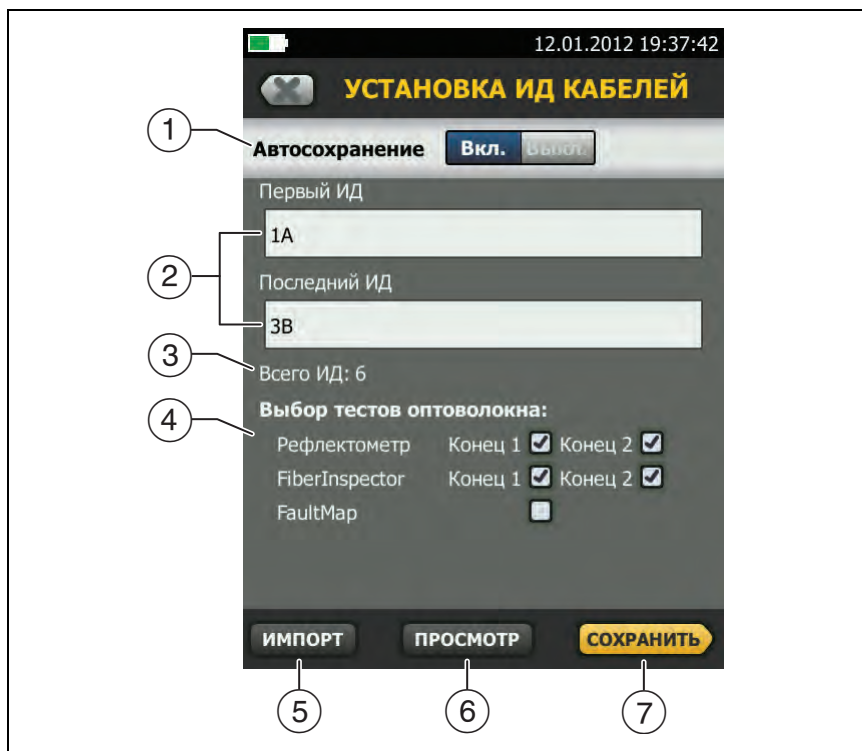 12.01.2012 19:37:42
УСТАНОВКА ИД КАБЕЛЕЙ
1
Автосохранение Вкл. Выкл.
Первый ИД
1A
2
Последний ИД
3B
3
Всего ИД: 6
4
Выбор тестов оптоволокна:
Рефлектометр Конец 1 Конец 2
FiberInspector Конец 1 Конец 2
FaultMap
ИМПОРТ ПРОСМОТР СОХРАНИТЬ
5 6 7